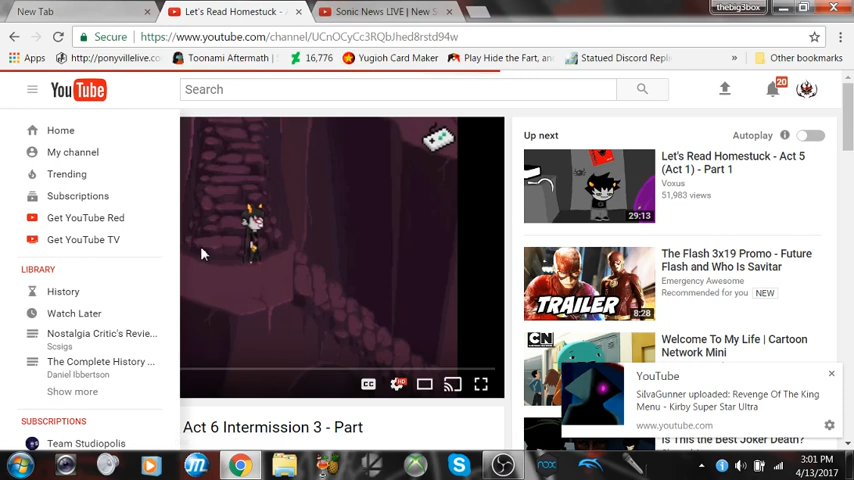 New Tab
Let's Read Homestuck - A
Sonic News LIVE | New S
thebig3box
Secure
https://www.youtube.com/channel/UCnOCyCc3RQbJhed8rstd94w
http://ponyvillelive.co
Toonami Aftermath :
16,776
Yugioh Card Maker
Play Hide the Fart, an
Statued Discord Repli
»
Other bookmarks
YouTube
Search
20
Home
My channel
Trending
Subscriptions
Get YouTube Red
Get YouTube TV
LIBRARY
History
Watch Later
Nostalgia Critic's Revie...
Scsigs
The Complete History ...
Daniel Ibbertson
Show more
SUBSCRIPTIONS
Team Studiopolis
CC
HD
Act 6 Intermission 3 - Part
Up next
Autoplay
Let's Read Homestuck - Act 5
(Act 1) - Part 1
Voxus
51,983 views
29:13
The Flash 3x19 Promo - Future
Flash and Who Is Savitar
Emergency Awesome
Recommended for you NEW
TRAILER
8:28
CN
Welcome To My Life | Cartoon
Network Mini
Is This the Best Joker Death?
YouTube
SilvaGunner uploaded: Revenge Of The King
Menu - Kirby Super Star Ultra
www.youtube.com
nox
3:01 PM
4/13/2017